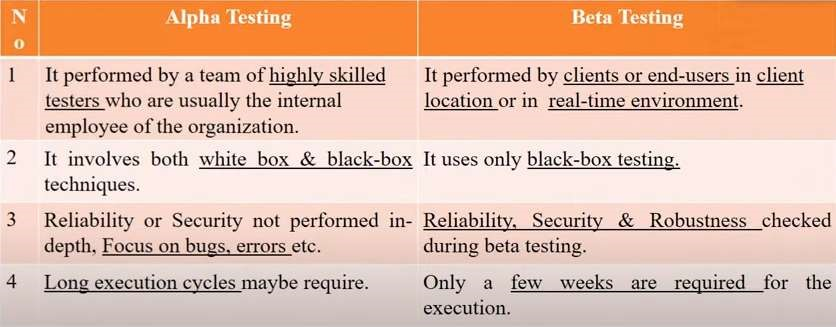 No Alpha Testing Beta Testing
1 It performed by a team of highly skilled
testers who are usually the internal
employee of the organization.
It performed by clients or end-users in client
location or in real-time environment.
2 It involves both white box & black-box
techniques.
It uses only black-box testing.
3 Reliability or Security not performed in-
depth, Focus on bugs, errors etc.
Reliability, Security & Robustness checked
during beta testing.
4 Long execution cycles maybe require.
Only a few weeks are required for the
execution.